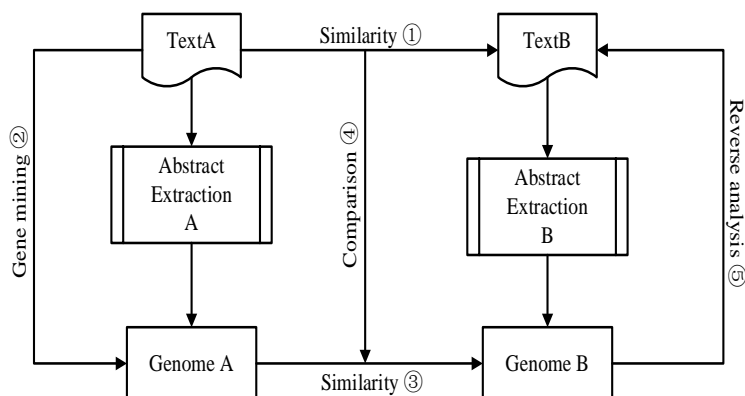 TextA
Similarity ①
TextB
Gene mining ②
Abstract
Extraction
A
Comparison ④
Abstract
Extraction
B
Reverse analysis ⑤
Genome A
Similarity ③
Genome B